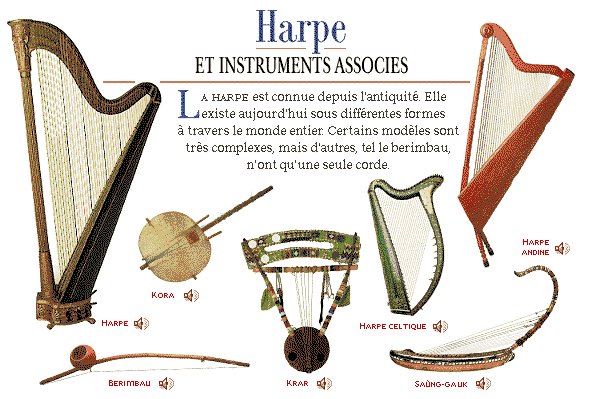 Harpe
ET INSTRUMENTS ASSOCIES
LA HARPE est connue depuis l'antiquité. Elle
existe aujourd'hui sous différentes formes
à travers le monde entier. Certains modèles sont
très complexes, mais d'autres, tel le berimbau,
n'ont qu'une seule corde.
HARPE ANDINE
KORA
HARPE
HARPE CELTIQUE
BERIMBAU
KRAR
SAÙNG-GAUK